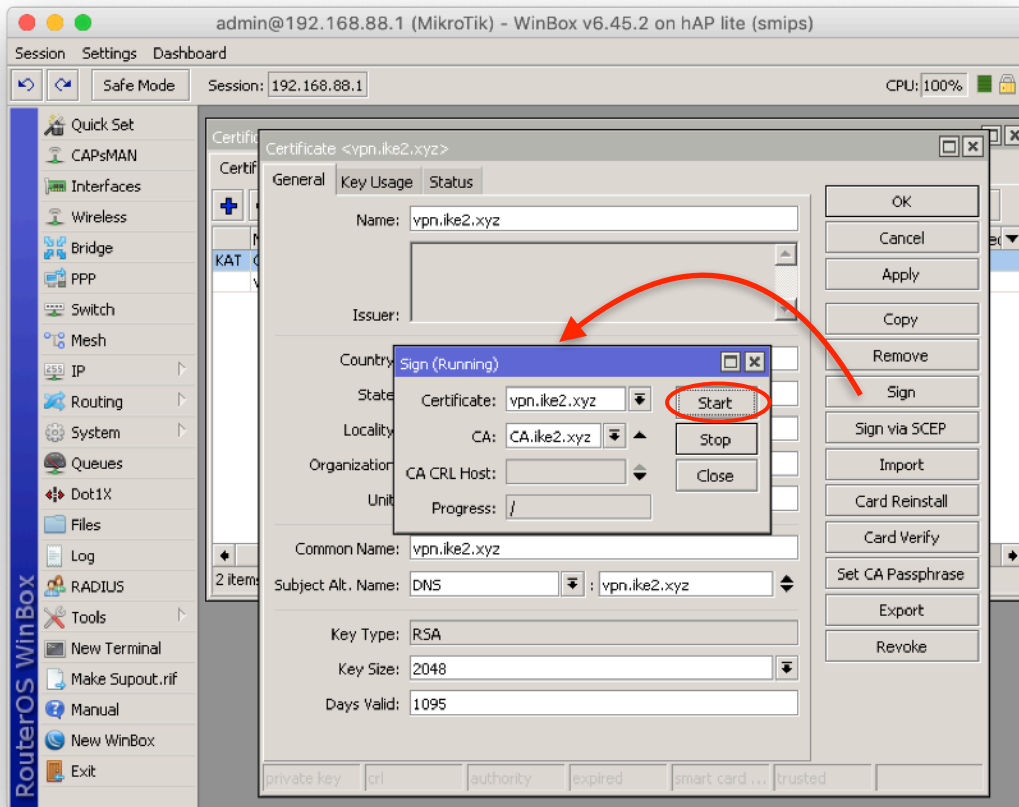 admin@192.168.88.1 (MikroTik) - WinBox v6.45.2 on hAP lite (smips)
Session Settings Dashboard
Safe Mode Session: 192.168.88.1 CPU: 100%
Quick Set
CAPsMAN
Interfaces
Wireless
Bridge
PPP
Switch
Mesh
IP
Routing
System
Queues
Dot1X
Files
Log
RADIUS
Tools
New Terminal
Make Supout.rif
Manual
New WinBox
Exit
RouterOS WinBox
KAT
2 items
Certificate <vpn.ike2.xyz>
General Key Usage Status
Name: vpn.ike2.xyz
Issuer:
Country
State
Locality
Organization
Unit
Common Name: vpn.ike2.xyz
Subject Alt. Name: DNS : vpn.ike2.xyz
Key Type: RSA
Key Size: 2048
Days Valid: 1095
private key crl authority expired smart card ... trusted
OK
Cancel
Apply
Copy
Remove
Sign
Sign via SCEP
Import
Card Reinstall
Card Verify
Set CA Passphrase
Export
Revoke
Sign (Running)
Certificate: vpn.ike2.xyz
CA: CA.ike2.xyz
CA CRL Host:
Progress: /
Start
Stop
Close